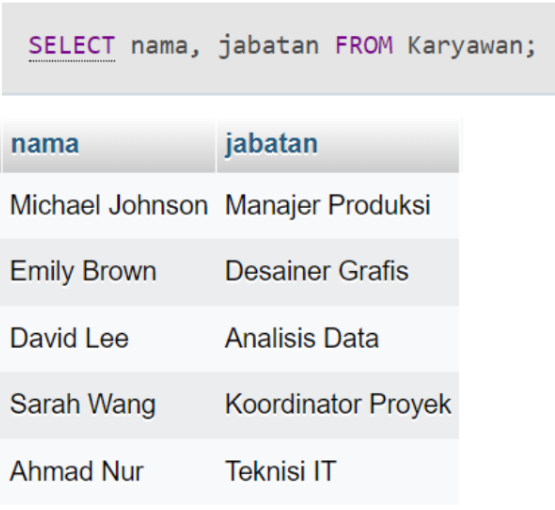 SELECT nama, jabatan FROM Karyawan;
nama jabatan
Michael Johnson Manajer Produksi
Emily Brown Desainer Grafis
David Lee Analisis Data
Sarah Wang Koordinator Proyek
Ahmad Nur Teknisi IT